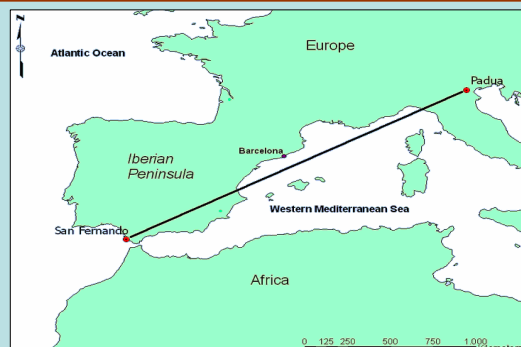 N
Atlantic Ocean
Europe
Padua
Barcelona
Iberian
Peninsula
Western Mediterranean Sea
San Fernando
Africa
0 125 250 500 750 1.000